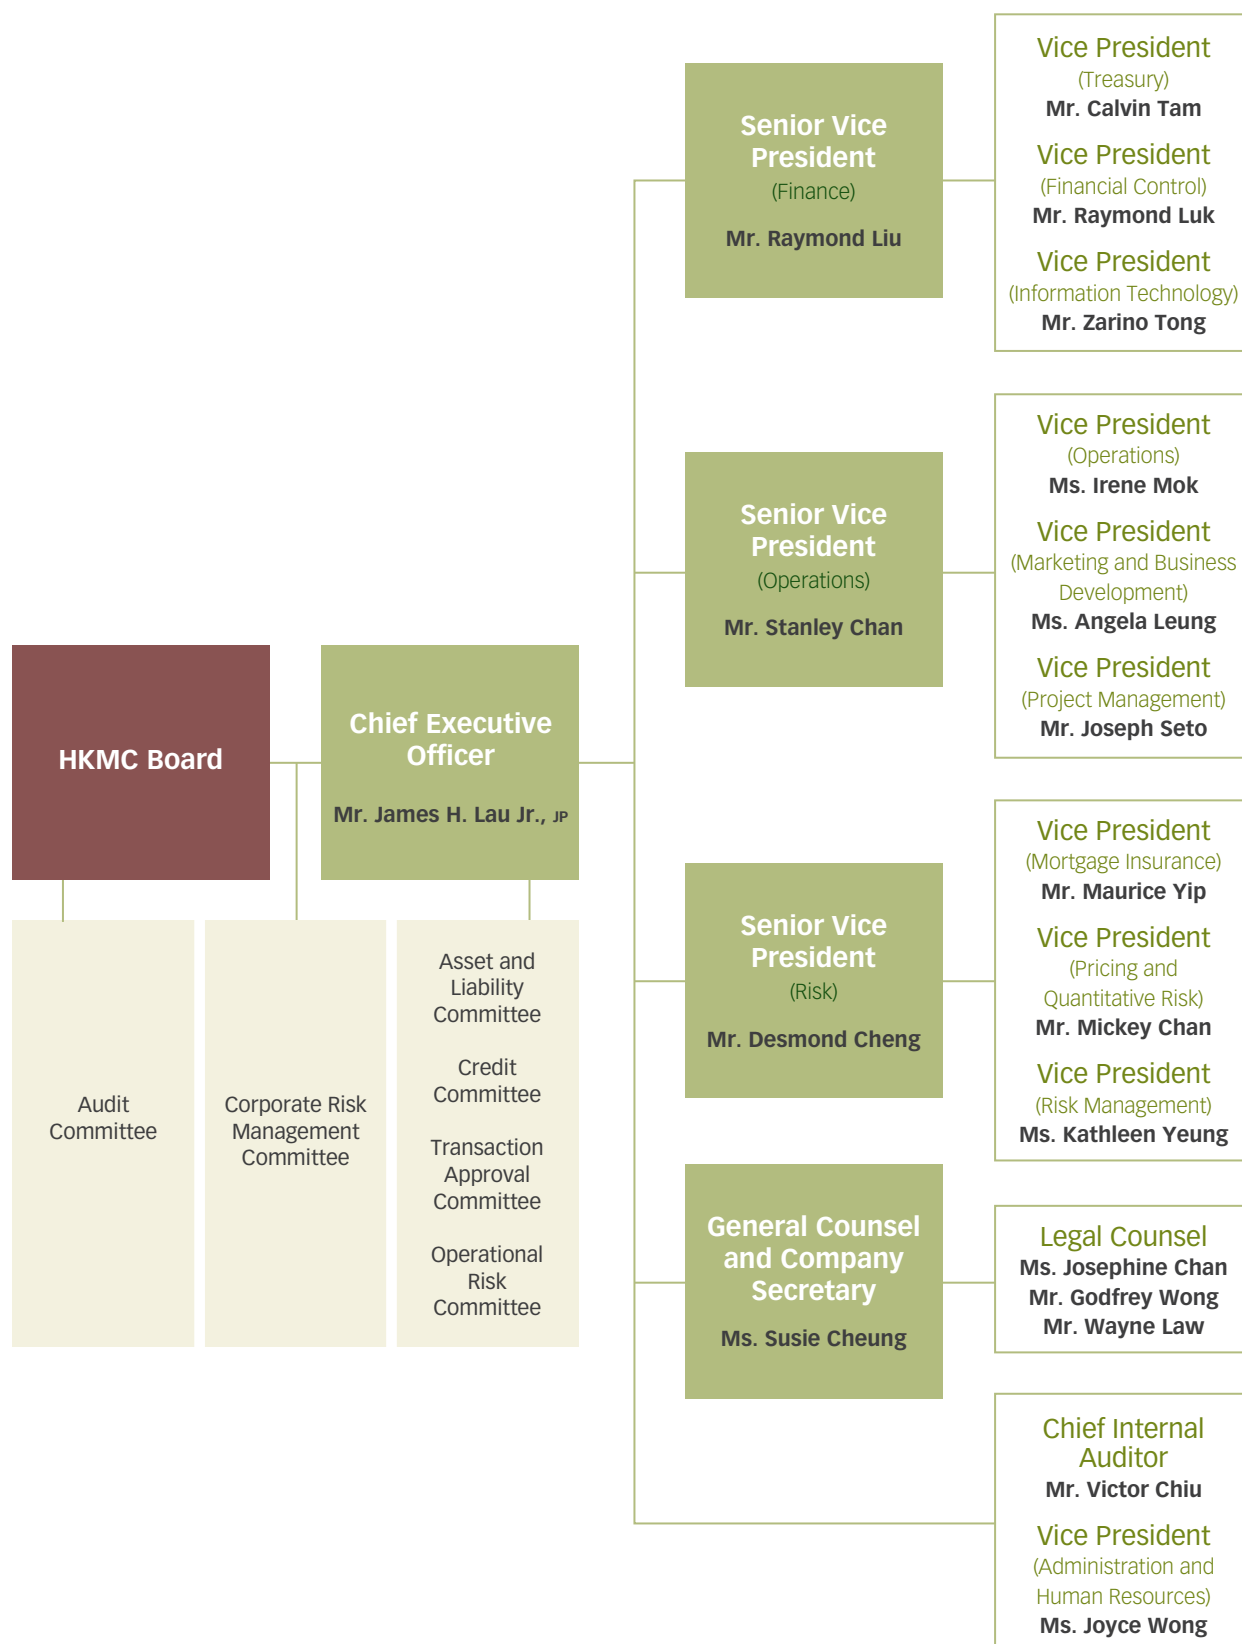 HKMC Board
Audit
Committee
Corporate Risk
Management
Committee
Chief Executive
Officer
Mr. James H. Lau Jr., JP
Asset and
Liability
Committee
Credit
Committee
Transaction
Approval
Committee
Operational
Risk
Committee
Senior Vice
President
(Finance)
Mr. Raymond Liu
Vice President
(Treasury)
Mr. Calvin Tam
Vice President
(Financial Control)
Mr. Raymond Luk
Vice President
(Information Technology)
Mr. Zarino Tong
Senior Vice
President
(Operations)
Mr. Stanley Chan
Vice President
(Operations)
Ms. Irene Mok
Vice President
(Marketing and Business
Development)
Ms. Angela Leung
Vice President
(Project Management)
Mr. Joseph Seto
Senior Vice
President
(Risk)
Mr. Desmond Cheng
Vice President
(Mortgage Insurance)
Mr. Maurice Yip
Vice President
(Pricing and
Quantitative Risk)
Mr. Mickey Chan
Vice President
(Risk Management)
Ms. Kathleen Yeung
General Counsel
and Company
Secretary
Ms. Susie Cheung
Legal Counsel
Ms. Josephine Chan
Mr. Godfrey Wong
Mr. Wayne Law
Chief Internal
Auditor
Mr. Victor Chiu
Vice President
(Administration and
Human Resources)
Ms. Joyce Wong